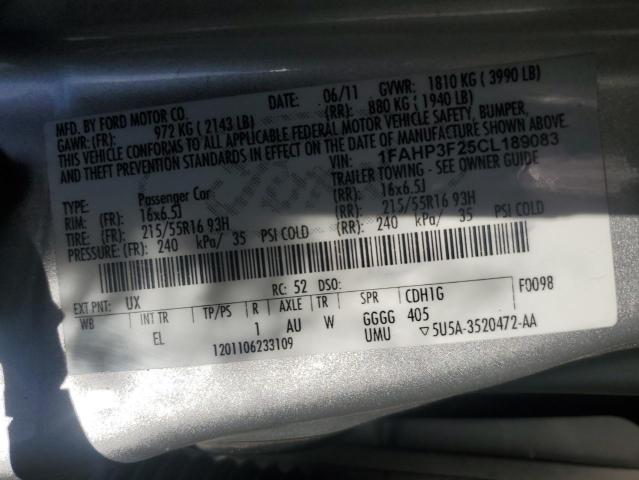 MFD. BY FORD MOTOR CO. DATE: 06/11 GVWR: 1810 KG ( 3990 LB)
GAWR: (FR): 972 KG ( 2143 LB) (RR): 880 KG ( 1940 LB)
THIS VEHICLE CONFORMS TO ALL APPLICABLE FEDERAL MOTOR VEHICLE SAFETY, BUMPER,
AND THEFT PREVENTION STANDARDS IN EFFECT ON THE DATE OF MANUFACTURE SHOWN ABOVE.
VIN: 1FAHP3F25CL189083
TYPE: Passenger Car TRAILER TOWING - SEE OWNER GUIDE
RIM: (FR): 16x6.5J (RR): 16x6.5J
TIRE: (FR): 215/55R16 93H (RR): 215/55R16 93H
PRESSURE: (FR): 240 kPa/ 35 PSI COLD (RR): 240 kPa/ 35 PSI COLD
EXT PNT: UX RC: 52 DSO: F0098
WB INT TR TP/PS R AXLE TR SPR CDH1G
EL 1 AU W GGGG 405
1201106233109 UMU ▽5U5A-3520472-AA